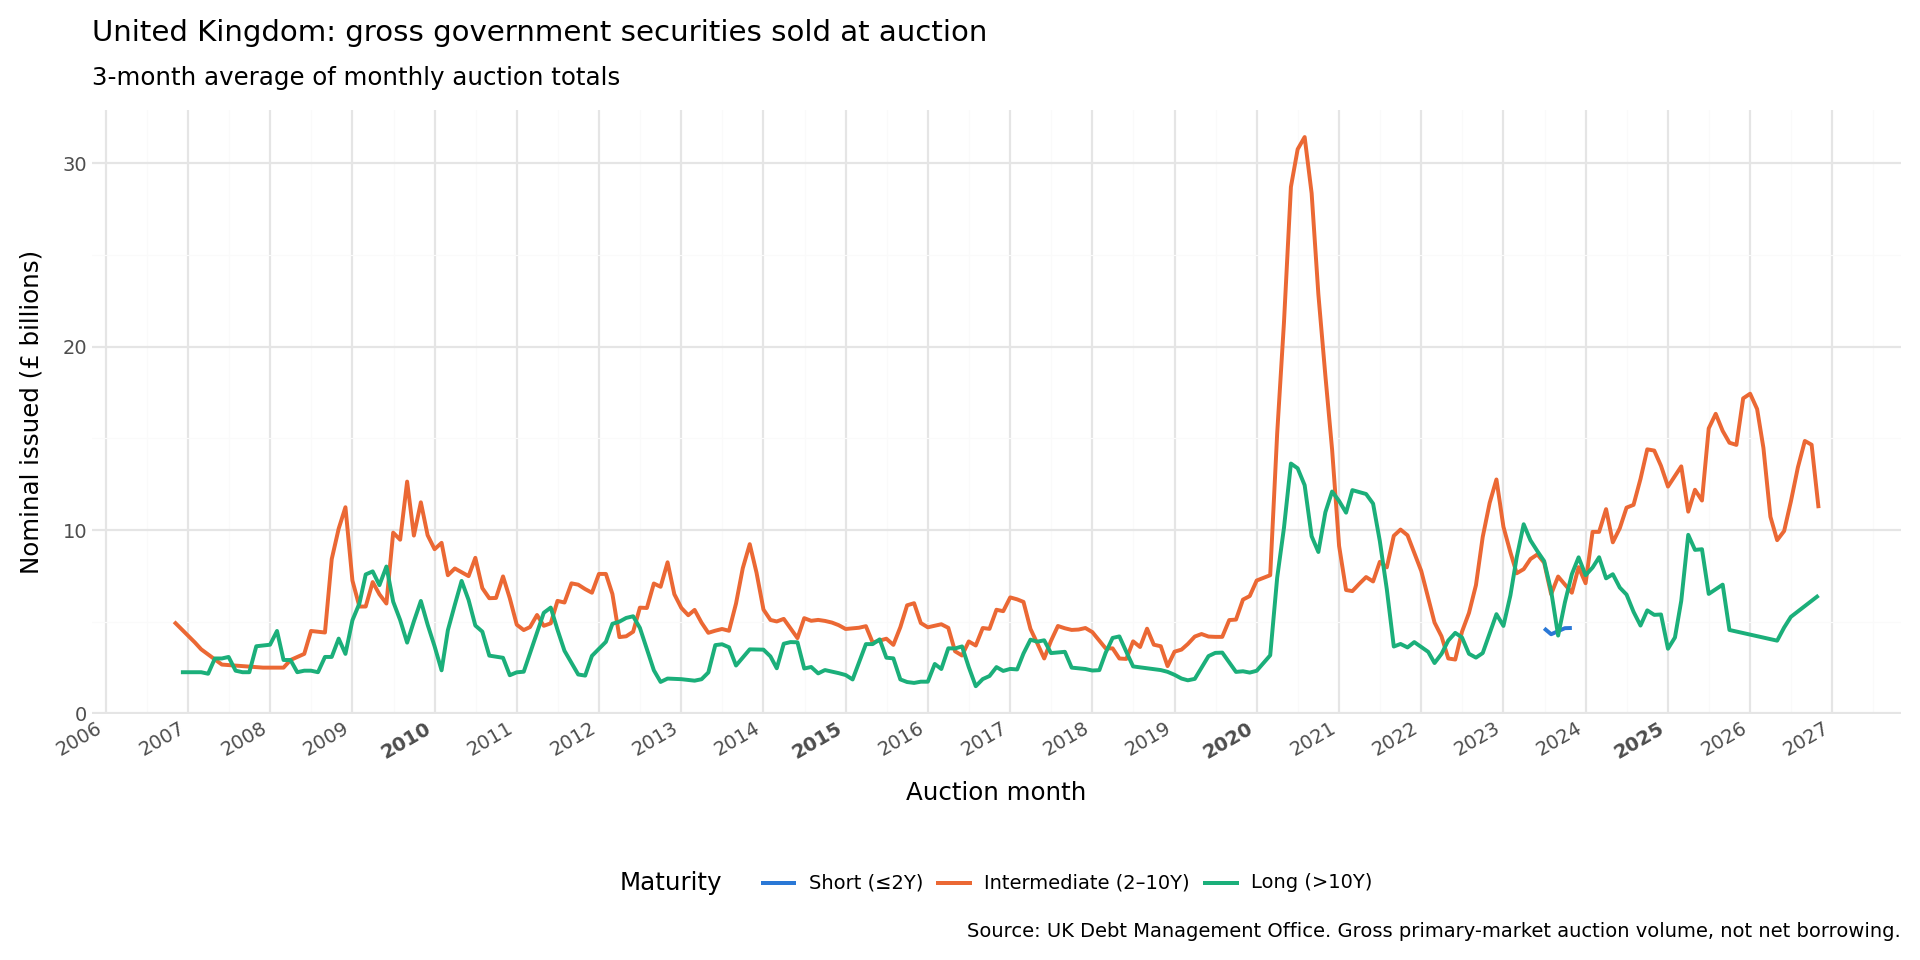 United Kingdom: gross government securities sold at auction
3-month average of monthly auction totals
Nominal issued (£ billions)
30
20
10
0
2006 2007 2008 2009 2010 2011 2012 2013 2014 2015 2016 2017 2018 2019 2020 2021 2022 2023 2024 2025 2026 2027
Auction month
Maturity Short (≤2Y) Intermediate (2–10Y) Long (>10Y)
Source: UK Debt Management Office. Gross primary-market auction volume, not net borrowing.